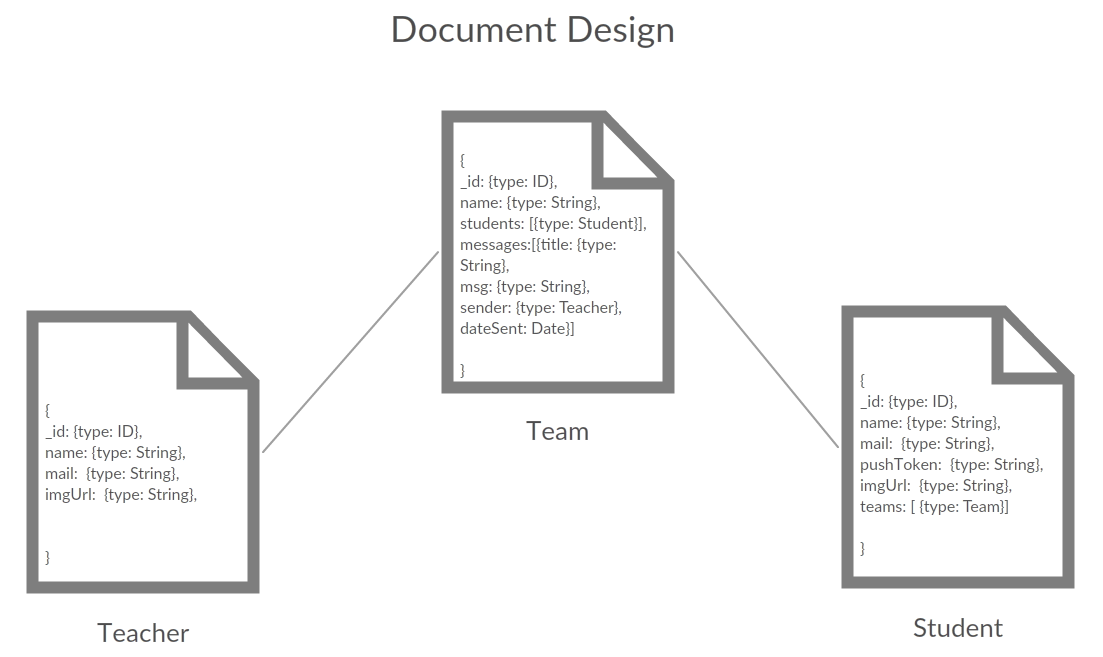 Document Design
{
_id: {type: ID},
name: {type: String},
students: [{type: Student}],
messages:[{title: {type:
String},
msg: {type: String},
sender: {type: Teacher},
dateSent: Date}]
}
Team
{
_id: {type: ID},
name: {type: String},
mail:  {type: String},
imgUrl:  {type: String},
}
Teacher
{
_id: {type: ID},
name: {type: String},
mail:  {type: String},
pushToken:  {type: String},
imgUrl:  {type: String},
teams: [ {type: Team}]
}
Student